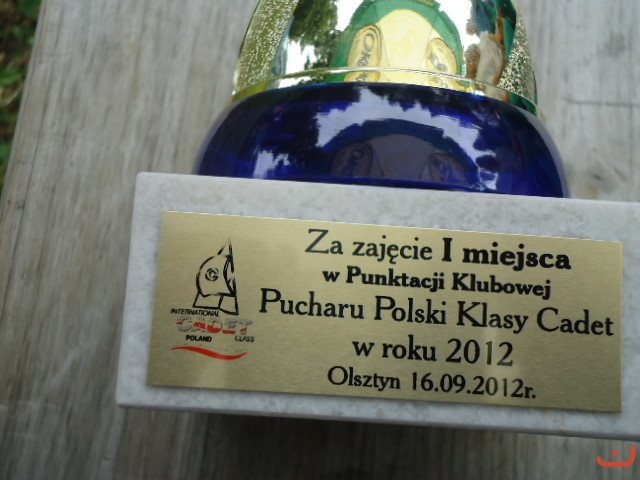 Za zajęcie I miejsca
w Punktacji Klubowej
Pucharu Polski Klasy Cadet
w roku 2012
Olsztyn 16.09.2012r.
INTERNATIONAL
CADET
POLAND CLASS